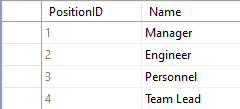 PositionID Name
1 Manager
2 Engineer
3 Personnel
4 Team Lead